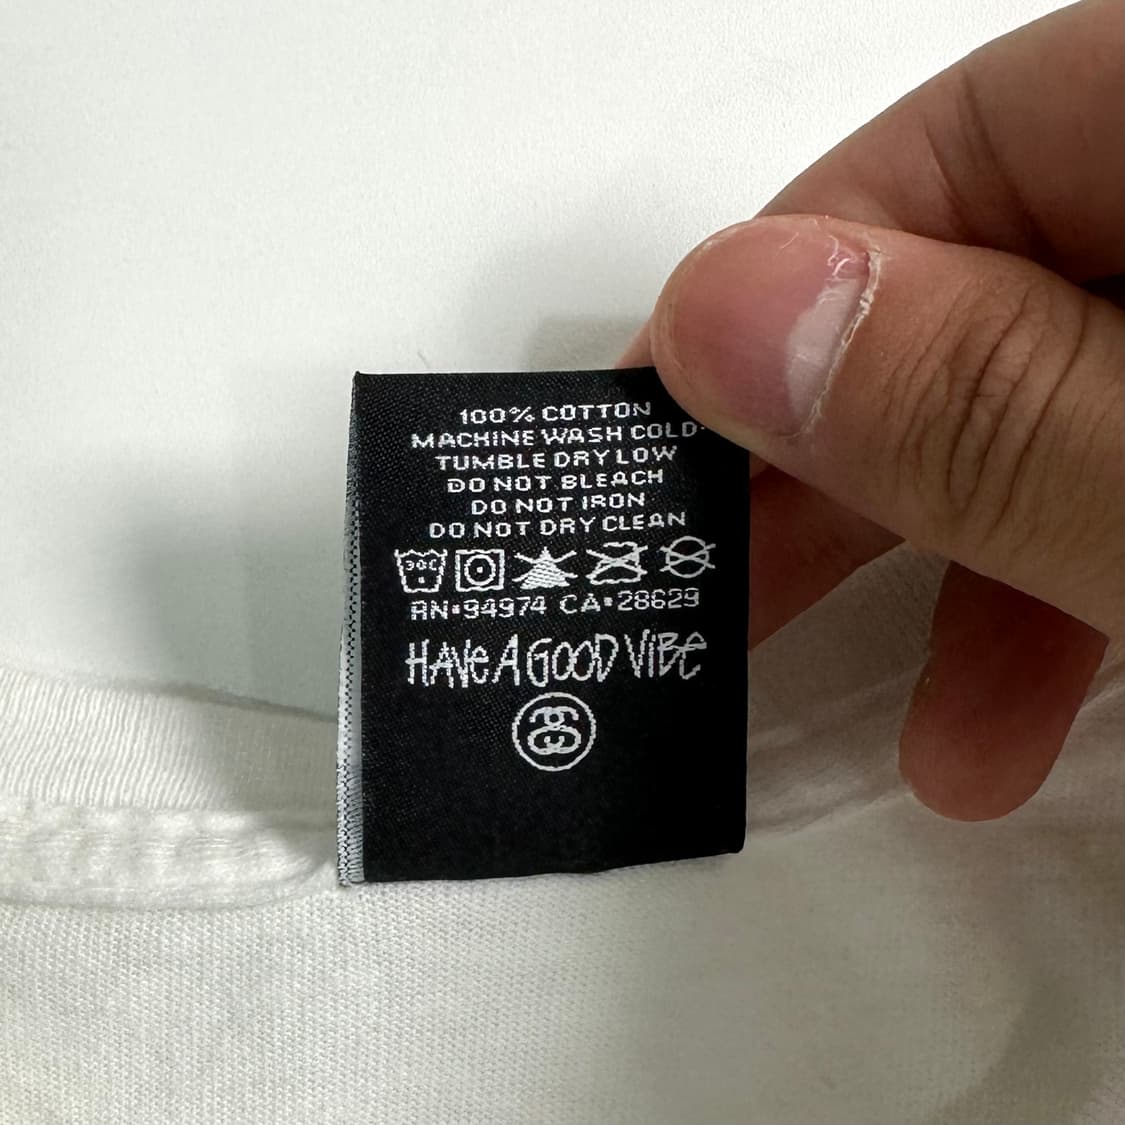 100% COTTON
MACHINE WASH COLD
TUMBLE DRY LOW
DO NOT BLEACH
DO NOT IRON
DO NOT DRY CLEAN
30C
RN•94974 CA•28629
HAVE A GOOD VIBE